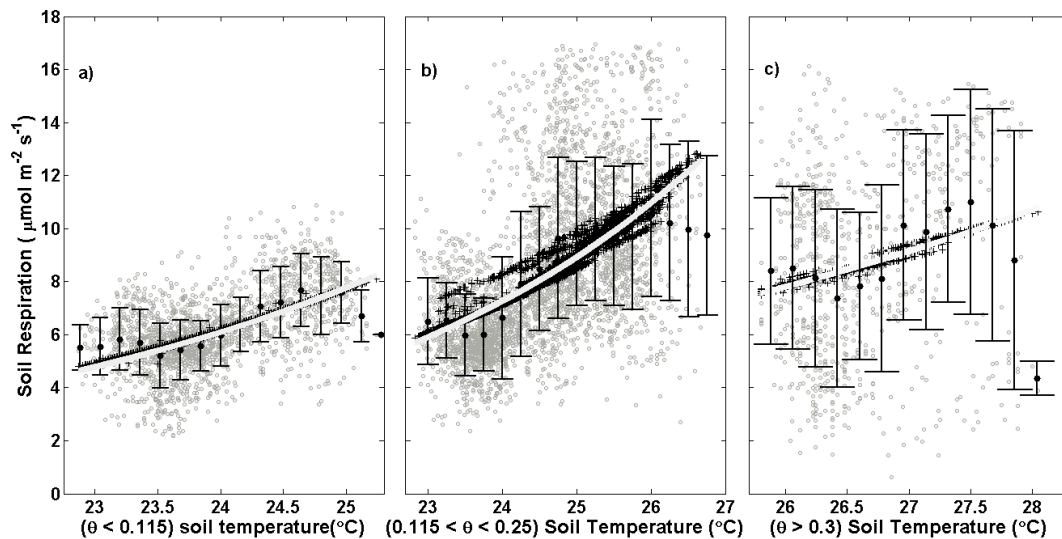 18
16
14
12
10
8
6
4
2
0
Soil Respiration ( μmol m⁻² s⁻¹)
a)
b)
c)
23 23.5 24 24.5 25
23 24 25 26 27
26 26.5 27 27.5 28
(θ < 0.115) soil temperature(°C)
(0.115 < θ < 0.25) Soil Temperature (°C)
(θ > 0.3) Soil Temperature (°C)